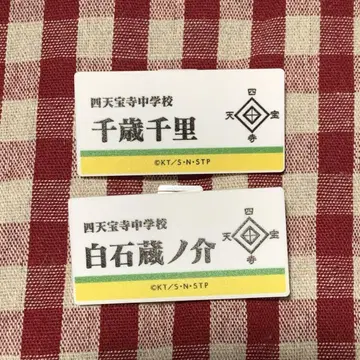 四天宝寺中学校
千歳千里
四
天 宝
寺
©KT/S・N・STP
四天宝寺中学校
白石蔵ノ介
四
天 宝
寺
©KT/S・N・STP